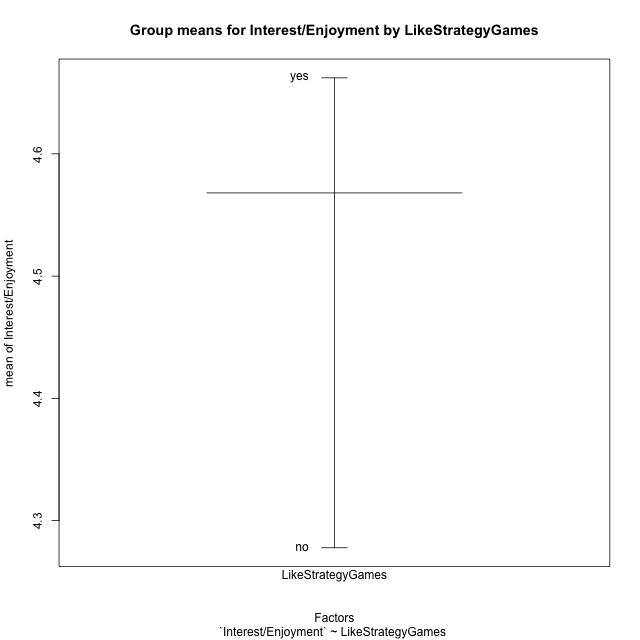 Group means for Interest/Enjoyment by LikeStrategyGames
yes
4.6
4.5
mean of Interest/Enjoyment
4.4
4.3
no
LikeStrategyGames
Factors
`Interest/Enjoyment` ~ LikeStrategyGames